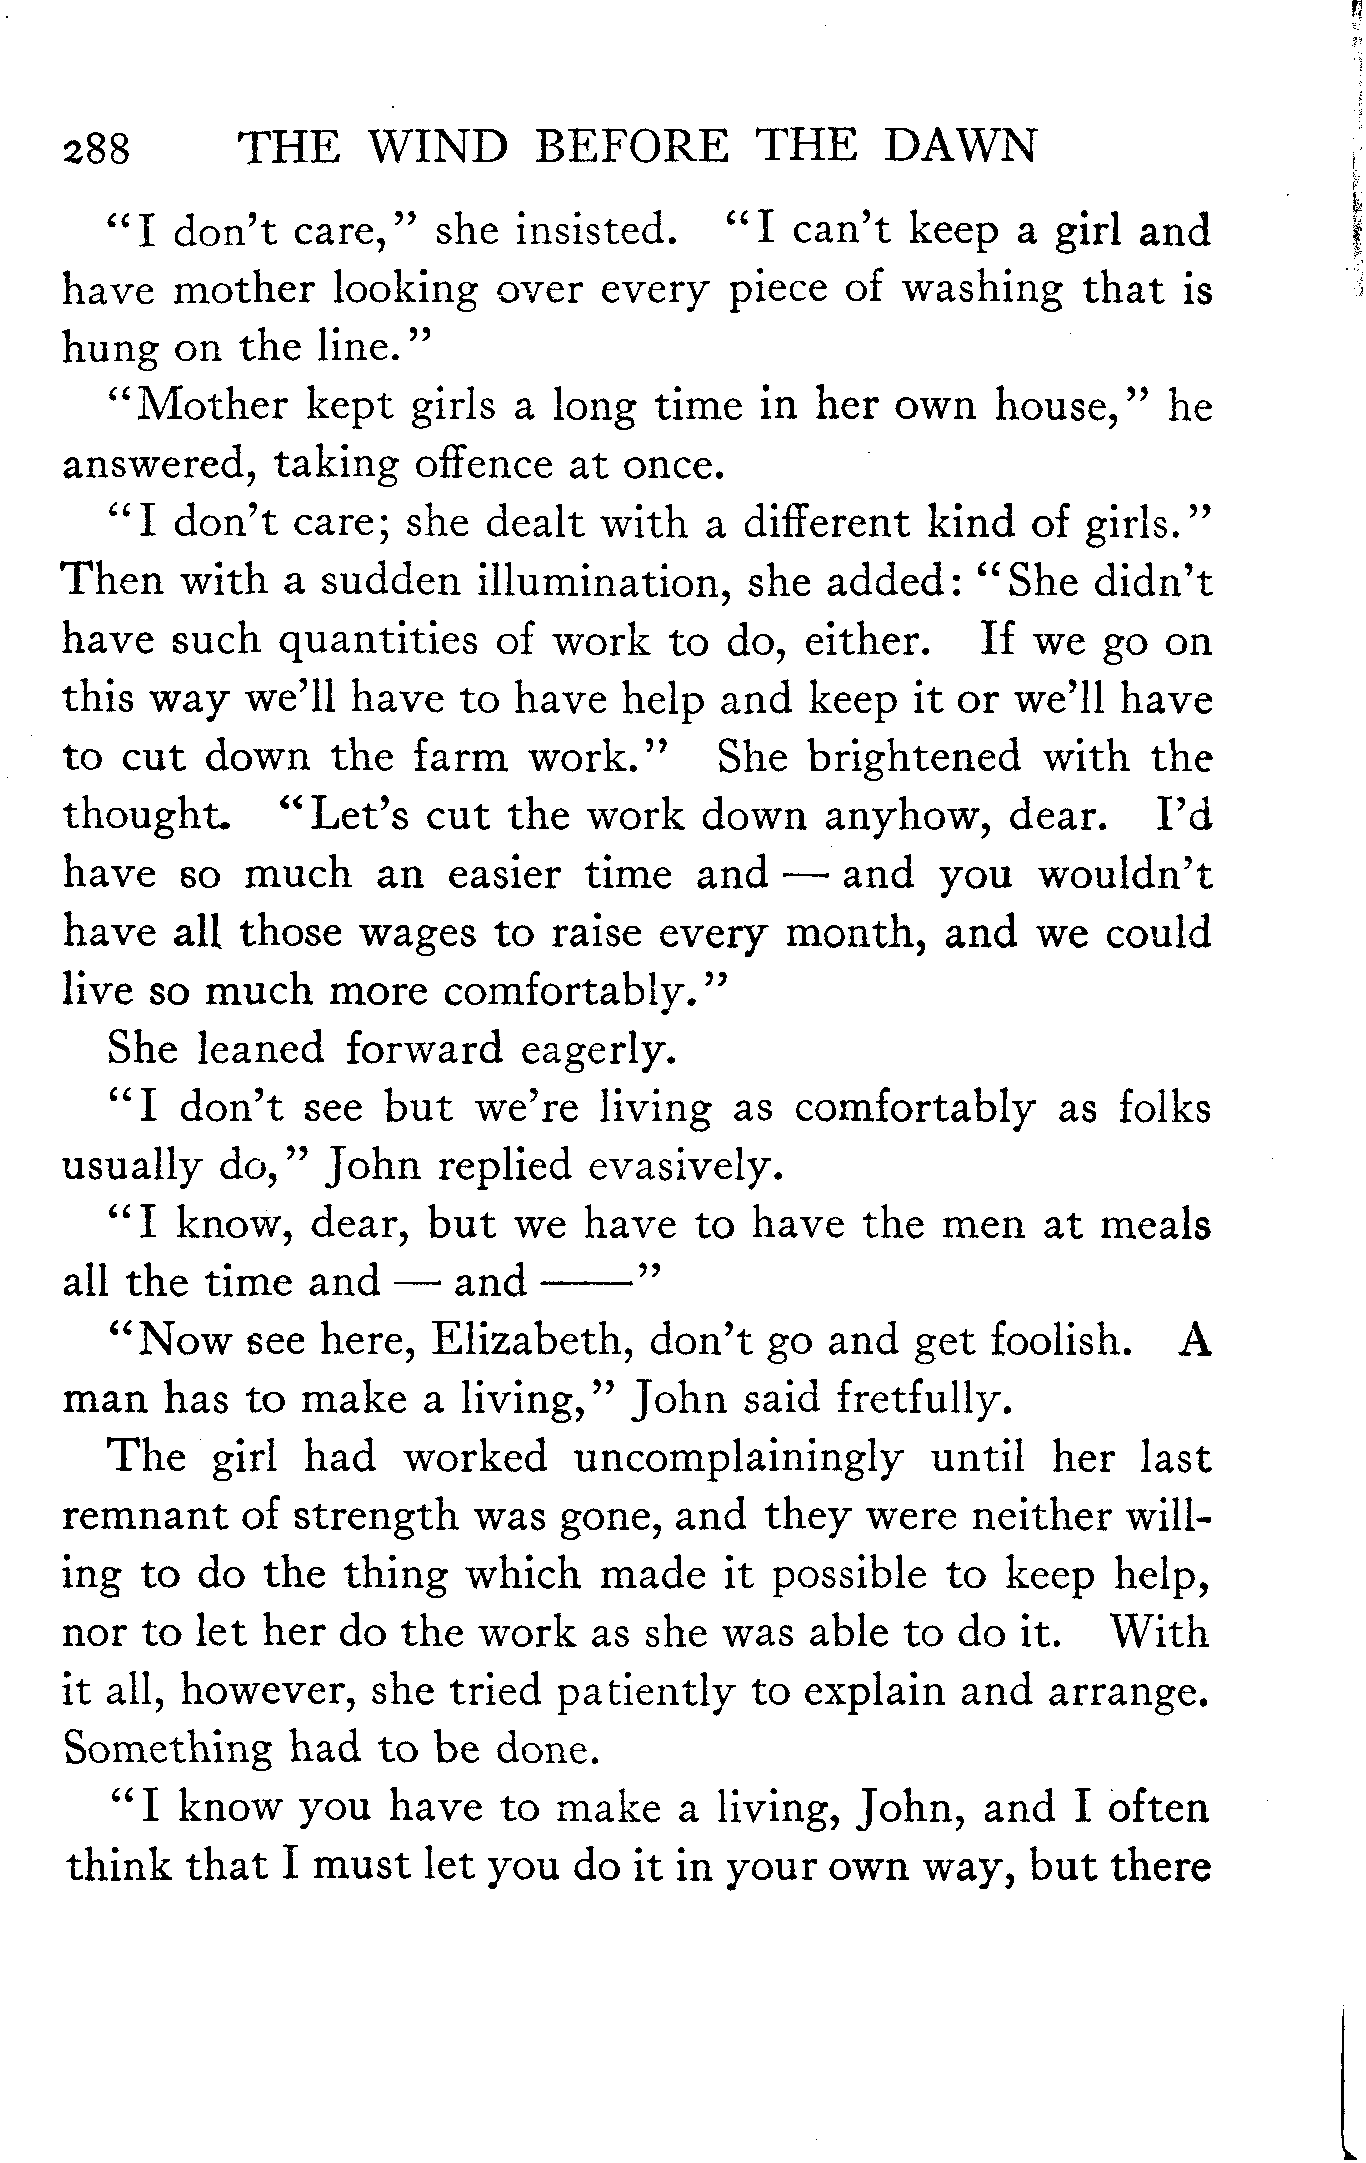 288 THE WIND BEFORE THE DAWN
"I don't care," she insisted. "I can't keep a girl and
have mother looking over every piece of washing that is
hung on the line."
"Mother kept girls a long time in her own house," he
answered, taking offence at once.
"I don't care; she dealt with a different kind of girls."
Then with a sudden illumination, she added: "She didn't
have such quantities of work to do, either. If we go on
this way we'll have to have help and keep it or we'll have
to cut down the farm work." She brightened with the
thought. "Let's cut the work down anyhow, dear. I'd
have so much an easier time and — and you wouldn't
have all those wages to raise every month, and we could
live so much more comfortably."
She leaned forward eagerly.
"I don't see but we're living as comfortably as folks
usually do," John replied evasively.
"I know, dear, but we have to have the men at meals
all the time and — and ——"
"Now see here, Elizabeth, don't go and get foolish. A
man has to make a living," John said fretfully.
The girl had worked uncomplainingly until her last
remnant of strength was gone, and they were neither will-
ing to do the thing which made it possible to keep help,
nor to let her do the work as she was able to do it. With
it all, however, she tried patiently to explain and arrange.
Something had to be done.
"I know you have to make a living, John, and I often
think that I must let you do it in your own way, but there